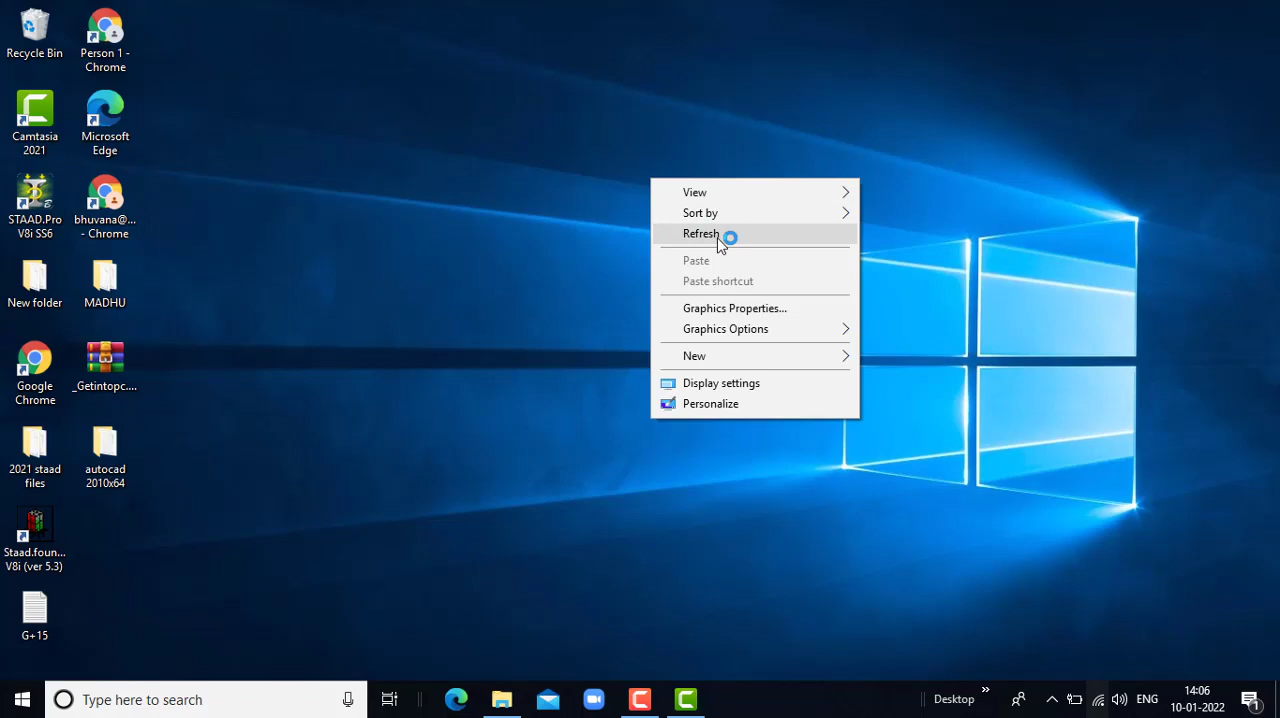 Recycle Bin
Person 1 -
Chrome
Camtasia
2021
Microsoft
Edge
STAAD.Pro
V8i SS6
bhuvana@...
- Chrome
New folder
MADHU
Google
Chrome
_Getintopc....
2021 staad
files
autocad
2010x64
Staad.foun...
V8i (ver 5.3)
G+15
View
Sort by
Refresh
Paste
Paste shortcut
Graphics Properties...
Graphics Options
New
Display settings
Personalize
Type here to search
Desktop
ENG
14:06
10-01-2022
1